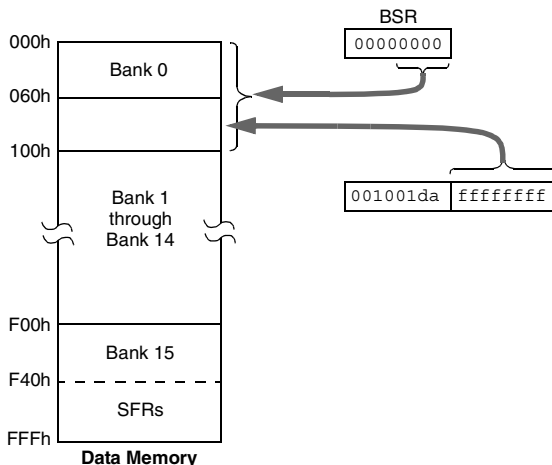 BSR
00000000
000h
Bank 0
060h
100h
001001da ffffffff
Bank 1
through
Bank 14
F00h
Bank 15
F40h
SFRs
FFFh
Data Memory